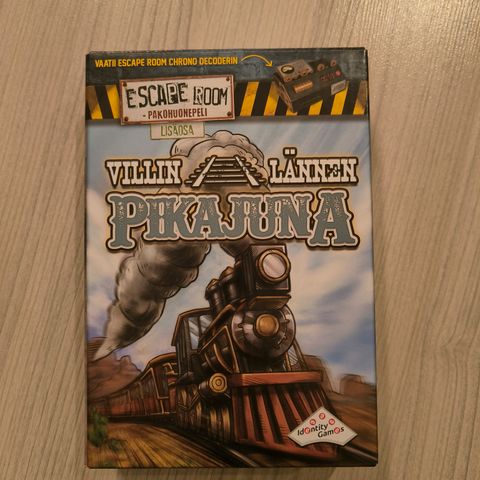 VAATII ESCAPE ROOM CHRONO DECODERIN
ESCAPE ROOM
- PAKOHUONEPELI
LISÄOSA
VILLIN LÄNNEN
PIKAJUNA
Identity
Games